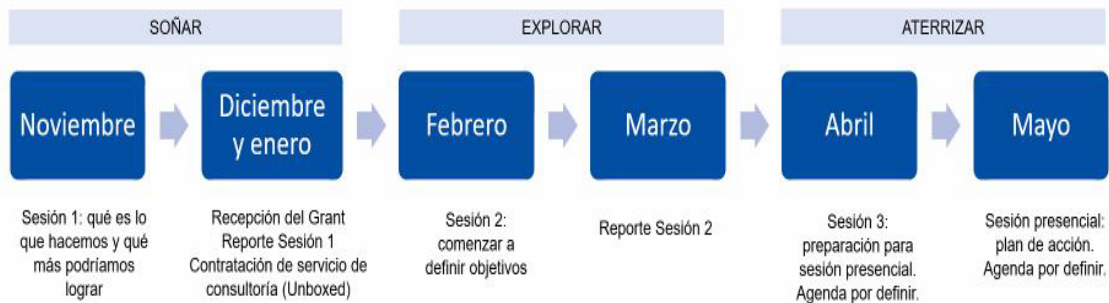 SOÑAR
EXPLORAR
ATERRIZAR
Noviembre
Diciembre
y enero
Febrero
Marzo
Abril
Mayo
Sesión 1: qué es lo
que hacemos y qué
más podríamos
lograr
Recepción del Grant
Reporte Sesión 1
Contratación de servicio de
consultoría (Unboxed)
Sesión 2:
comenzar a
definir objetivos
Reporte Sesión 2
Sesión 3:
preparación para
sesión presencial.
Agenda por definir.
Sesión presencial:
plan de acción.
Agenda por definir.